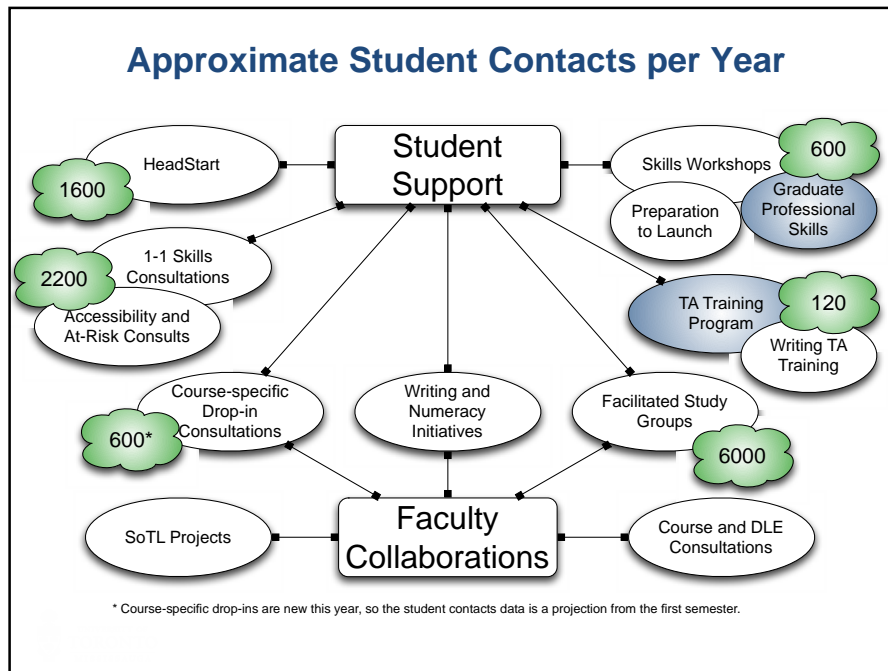 Approximate Student Contacts per Year
HeadStart
1600
Student
Support
Skills Workshops
600
Preparation
to Launch
Graduate
Professional
Skills
1-1 Skills
Consultations
2200
Accessibility and
At-Risk Consults
TA Training
Program
120
Writing TA
Training
Course-specific
Drop-in
Consultations
600*
Writing and
Numeracy
Initiatives
Facilitated Study
Groups
6000
SoTL Projects
Faculty
Collaborations
Course and DLE
Consultations
* Course-specific drop-ins are new this year, so the student contacts data is a projection from the first semester.